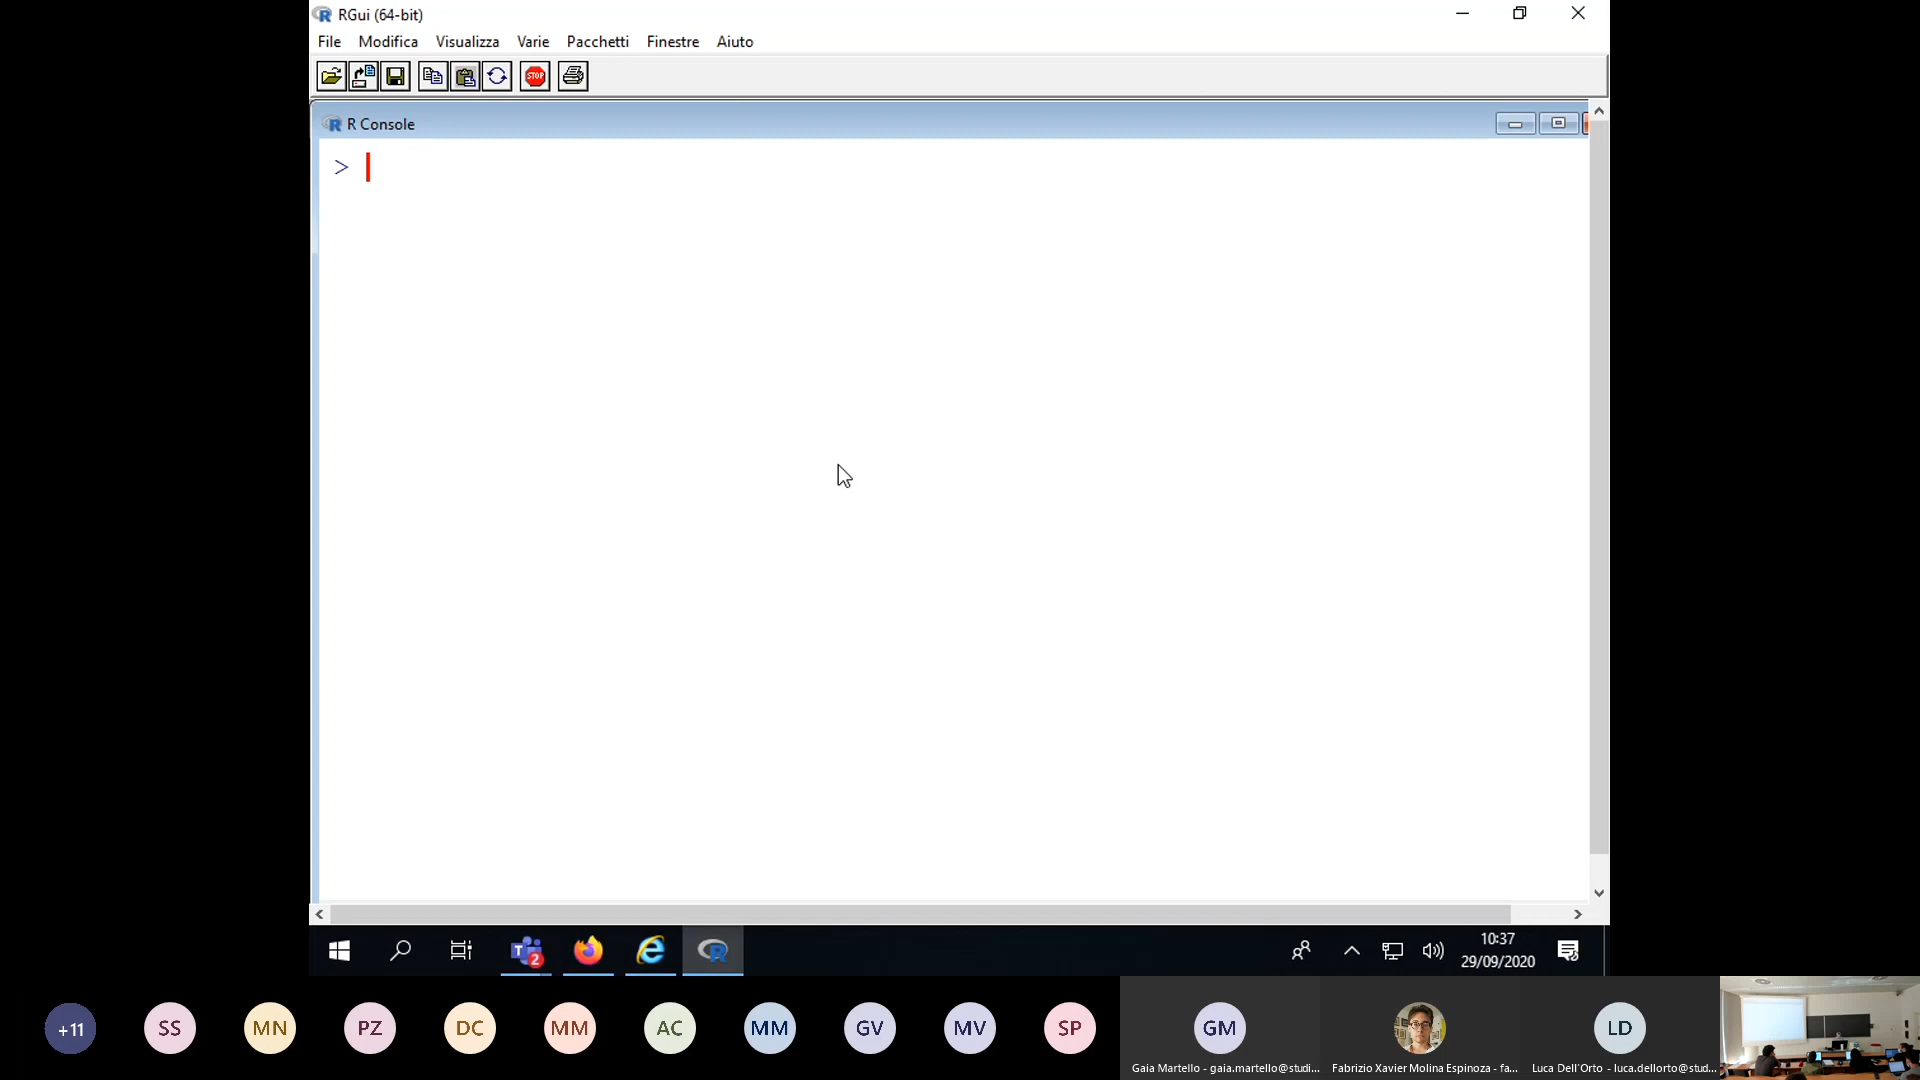 RGui (64-bit)
File Modifica Visualizza Varie Pacchetti Finestre Aiuto
STOP
R Console
>
2
10:37
29/09/2020
+11 SS MN PZ DC MM AC MM GV MV SP GM LD
Gaia Martello - gaia.martello@studi... Fabrizio Xavier Molina Espinoza - fa... Luca Dell'Orto - luca.dellorto@stud...